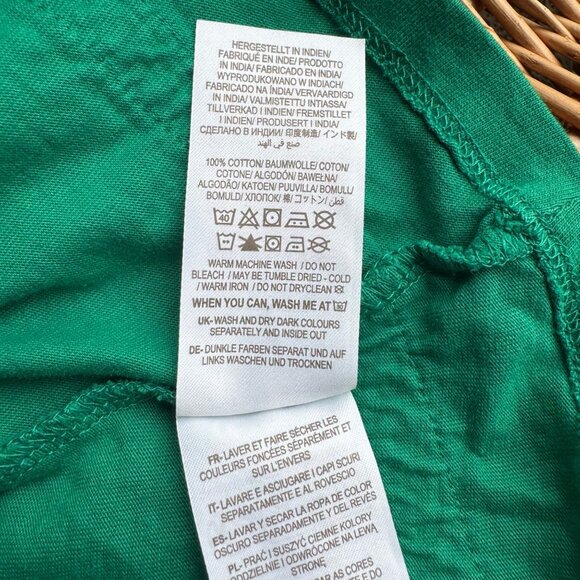 HERGESTELLT IN INDIEN/
FABRIQUÉ EN INDE/ PRODOTTO
IN INDIA/ FABRICADO EN INDIA/
WYPRODUKOWANO W INDIACH/
FABRICADO NA ÍNDIA/ VERVAARDIGD
IN INDIA/ VALMISTETTU INTIASSA/
TILLVERKAD I INDIEN/ FREMSTILLET
I INDIEN/ PRODUSERT I INDIA/
СДЕЛАНО В ИНДИИ/ 印度制造/ インド製/
صنع في الهند
100% COTTON/ BAUMWOLLE/ COTON/
COTONE/ ALGODÓN/ BAWEŁNA/
ALGODÃO/ KATOEN/ PUUVILLA/ BOMULL/
BOMULD/ ХЛОПОК/ 棉/ コットン/ قطن
40
WARM MACHINE WASH / DO NOT
BLEACH / MAY BE TUMBLE DRIED - COLD
/ WARM IRON / DO NOT DRYCLEAN
WHEN YOU CAN, WASH ME AT 30
UK- WASH AND DRY DARK COLOURS
SEPARATELY AND INSIDE OUT
DE- DUNKLE FARBEN SEPARAT UND AUF
LINKS WASCHEN UND TROCKNEN
FR- LAVER ET FAIRE SÉCHER LES
COULEURS FONCÉES SÉPARÉMENT ET
SUR L'ENVERS
IT- LAVARE E ASCIUGARE I CAPI SCURI
SEPARATAMENTE E AL ROVESCIO
ES- LAVAR Y SECAR LA ROPA DE COLOR
OSCURO SEPARADAMENTE Y DEL REVÉS
PL- PRAĆ I SUSZYĆ CIEMNE KOLORY
ODDZIELNIE I ODWRÓCONE NA LEWĄ
STRONĘ
AS CORES